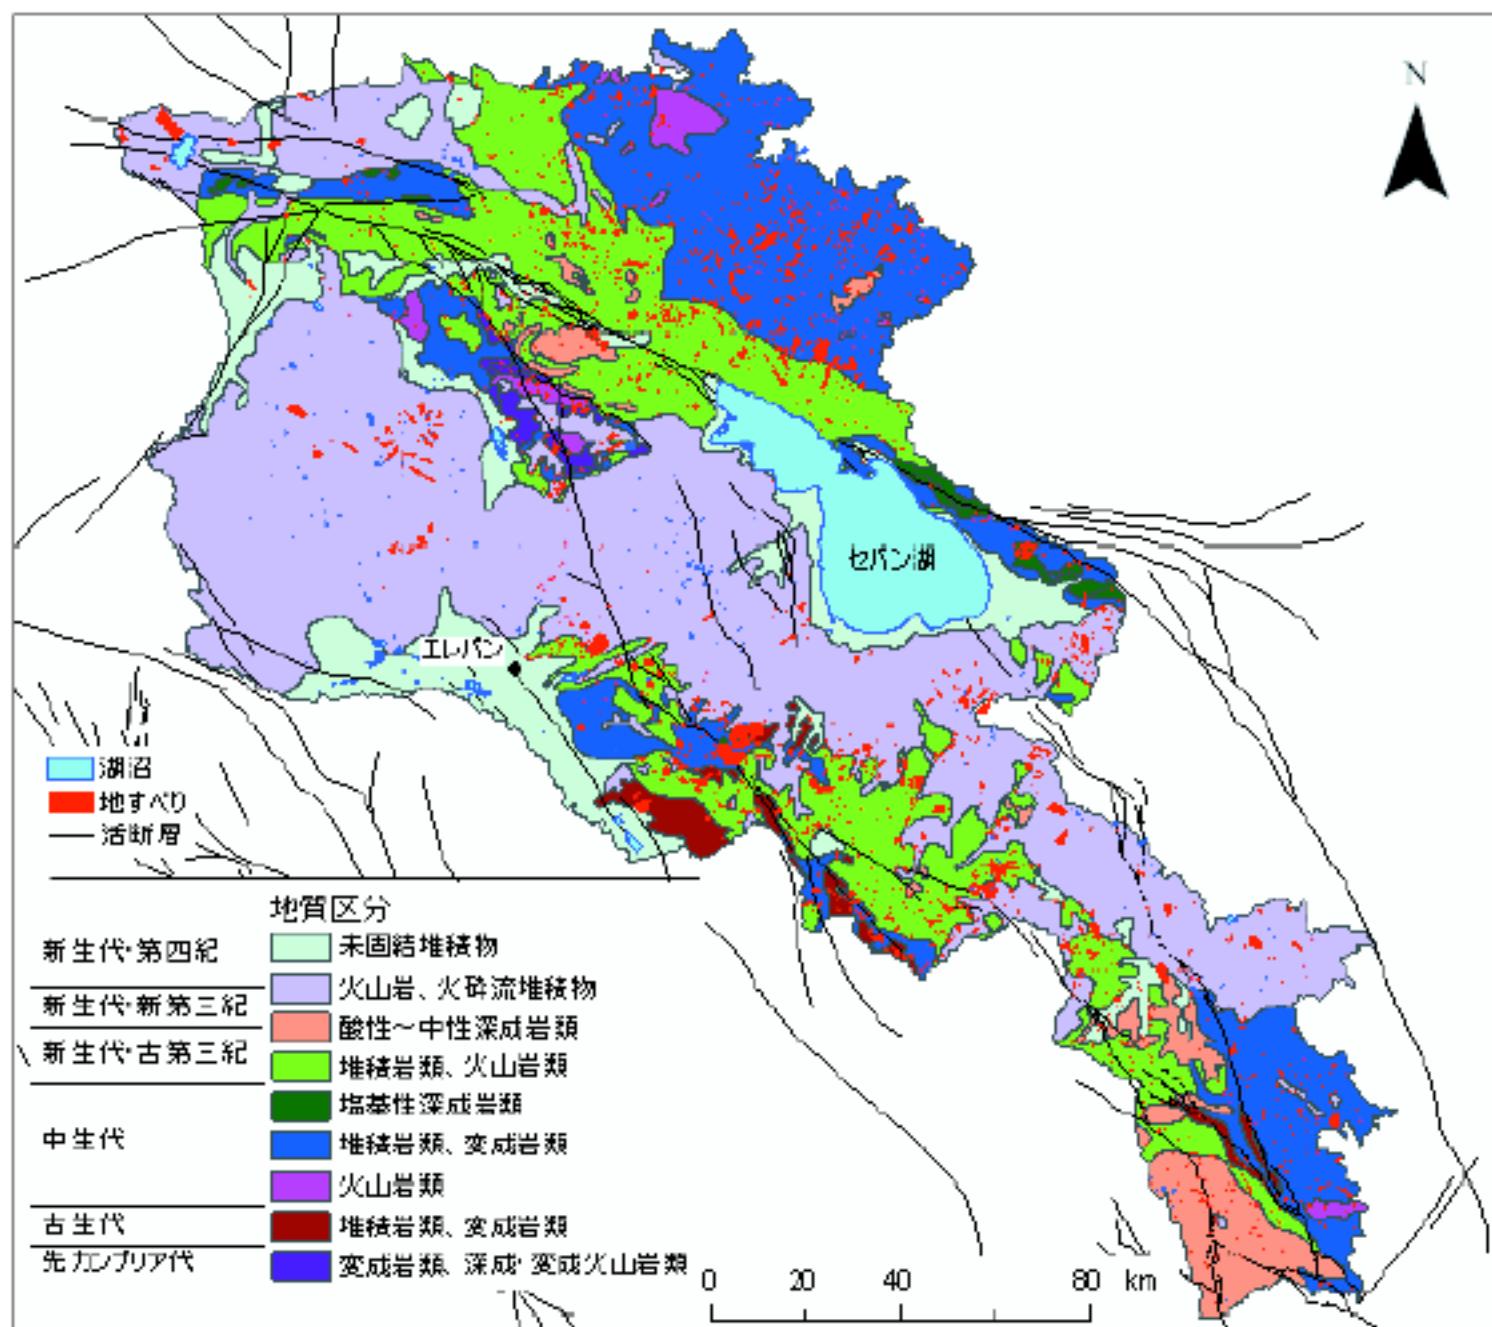 N
セバン湖
エレバン
湖沼
地すべり
活断層
地質区分
新生代・第四紀
未固結堆積物
火山岩、火砕流堆積物
新生代・新第三紀
酸性～中性深成岩類
新生代・古第三紀
堆積岩類、火山岩類
塩基性深成岩類
中生代
堆積岩類、変成岩類
火山岩類
古生代
堆積岩類、変成岩類
先カンブリア代
変成岩類、深成・変成火山岩類
0 20 40 80 km